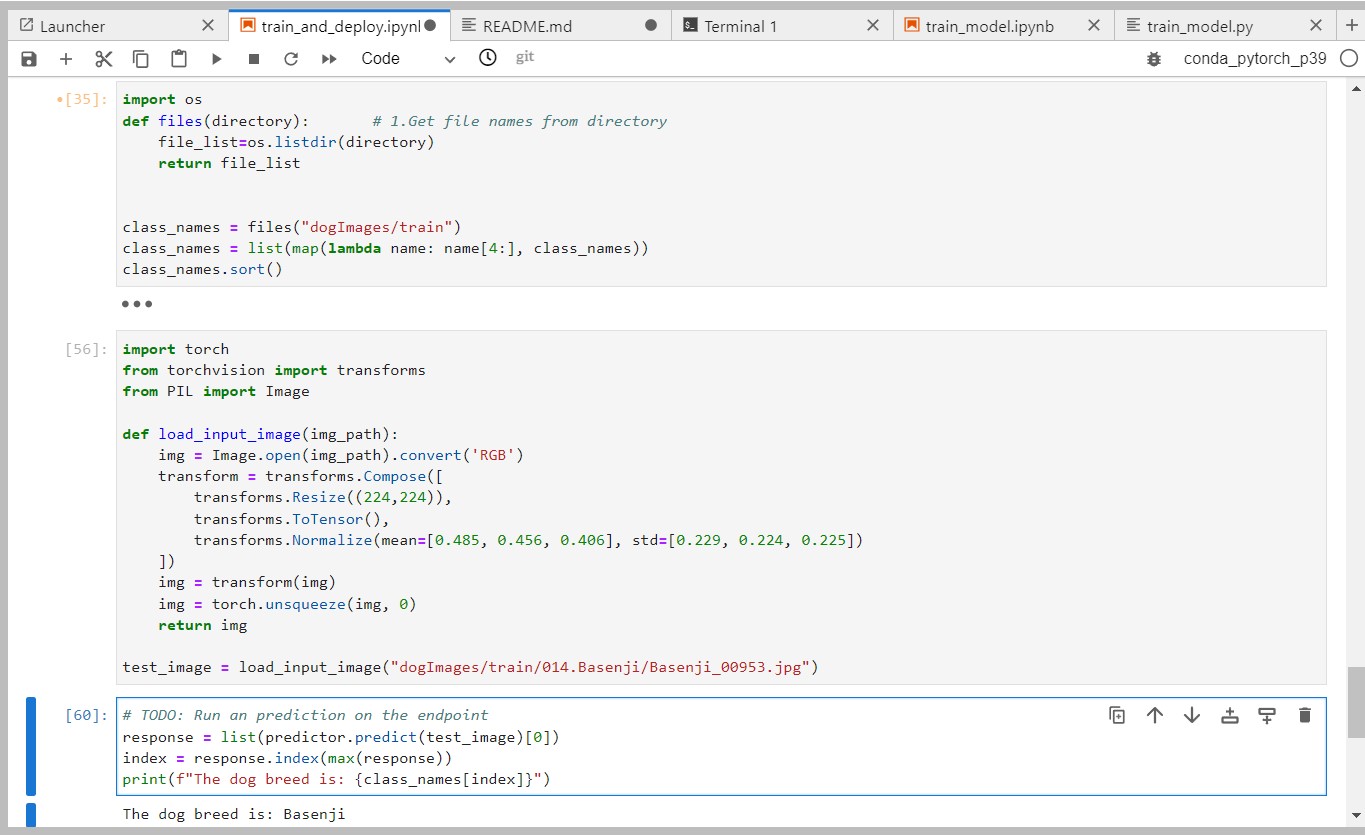 Launcher
train_and_deploy.ipynl
README.md
Terminal 1
train_model.ipynb
train_model.py
Code
git
conda_pytorch_p39
[35]:
import os
def files(directory):       # 1.Get file names from directory
    file_list=os.listdir(directory)
    return file_list
class_names = files("dogImages/train")
class_names = list(map(lambda name: name[4:], class_names))
class_names.sort()
[56]:
import torch
from torchvision import transforms
from PIL import Image
def load_input_image(img_path):
    img = Image.open(img_path).convert('RGB')
    transform = transforms.Compose([
        transforms.Resize((224,224)),
        transforms.ToTensor(),
        transforms.Normalize(mean=[0.485, 0.456, 0.406], std=[0.229, 0.224, 0.225])
    ])
    img = transform(img)
    img = torch.unsqueeze(img, 0)
    return img
test_image = load_input_image("dogImages/train/014.Basenji/Basenji_00953.jpg")
[60]:
# TODO: Run an prediction on the endpoint
response = list(predictor.predict(test_image)[0])
index = response.index(max(response))
print(f"The dog breed is: {class_names[index]}")
The dog breed is: Basenji